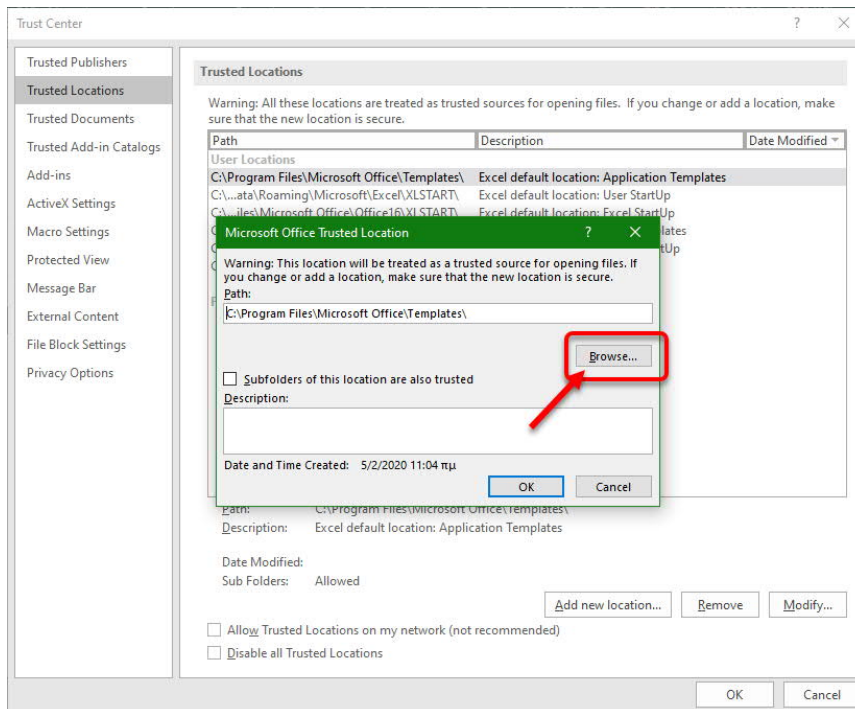 Trust Center
Trusted Publishers
Trusted Locations
Trusted Documents
Trusted Add-in Catalogs
Add-ins
ActiveX Settings
Macro Settings
Protected View
Message Bar
External Content
File Block Settings
Privacy Options
Trusted Locations
Warning: All these locations are treated as trusted sources for opening files. If you change or add a location, make
sure that the new location is secure.
Path Description Date Modified
User Locations
C:\Program Files\Microsoft Office\Templates\ Excel default location: Application Templates
C:\...ata\Roaming\Microsoft\Excel\XLSTART\ Excel default location: User StartUp
C:\...iles\Microsoft Office\Office16\XLSTART\ Excel default location: Excel StartUp
Microsoft Office Trusted Location
Warning: This location will be treated as a trusted source for opening files. If
you change or add a location, make sure that the new location is secure.
Path:
C:\Program Files\Microsoft Office\Templates\
Browse...
Subfolders of this location are also trusted
Description:
Date and Time Created: 5/2/2020 11:04 πμ
OK Cancel
Path: C:\Program Files\Microsoft Office\Templates\
Description: Excel default location: Application Templates
Date Modified:
Sub Folders: Allowed
Add new location... Remove Modify...
Allow Trusted Locations on my network (not recommended)
Disable all Trusted Locations
OK Cancel